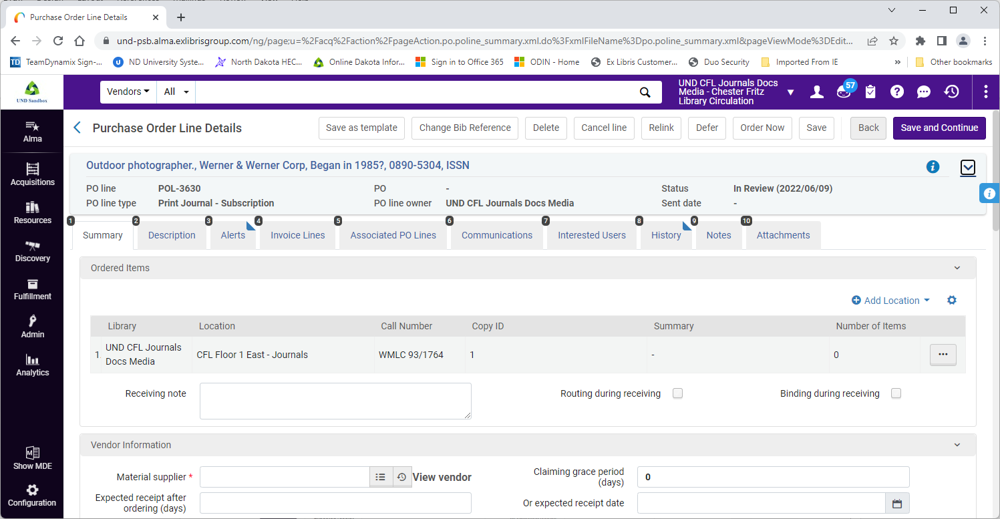 Purchase Order Line Details
und-psb.alma.exlibrisgroup.com/ng/page;u=%2Facq%2Faction%2FpageAction.po.poline_summary.xml.do%3FxmlFileName%3Dpo.poline_summary.xml&pageViewMode%3DEdit...
TD TeamDynamix Sign-...
ND University Syste...
North Dakota HEC...
Online Dakota Infor...
Sign in to Office 365
ODIN - Home
Ex Libris Customer...
Duo Security
Imported From IE
»
Other bookmarks
UND Sandbox
Vendors
All
UND CFL Journals Docs
Media - Chester Fritz
Library Circulation
57
Alma
Acquisitions
Resources
Discovery
Fulfillment
Admin
Analytics
Show MDE
Configuration
Purchase Order Line Details
Save as template
Change Bib Reference
Delete
Cancel line
Relink
Defer
Order Now
Save
Back
Save and Continue
Outdoor photographer., Werner & Werner Corp, Began in 1985?, 0890-5304, ISSN
PO line POL-3630 PO - Status In Review (2022/06/09)
PO line type Print Journal - Subscription PO line owner UND CFL Journals Docs Media Sent date -
1 Summary
2 Description
3 Alerts
4 Invoice Lines
5 Associated PO Lines
6 Communications
7 Interested Users
8 History
9 Notes
10 Attachments
Ordered Items
Add Location
Library Location Call Number Copy ID Summary Number of Items
1. UND CFL Journals Docs Media CFL Floor 1 East - Journals WMLC 93/1764 1 - 0
Receiving note
Routing during receiving
Binding during receiving
Vendor Information
Material supplier *
View vendor
Claiming grace period
(days)
0
Expected receipt after
ordering (days)
Or expected receipt date